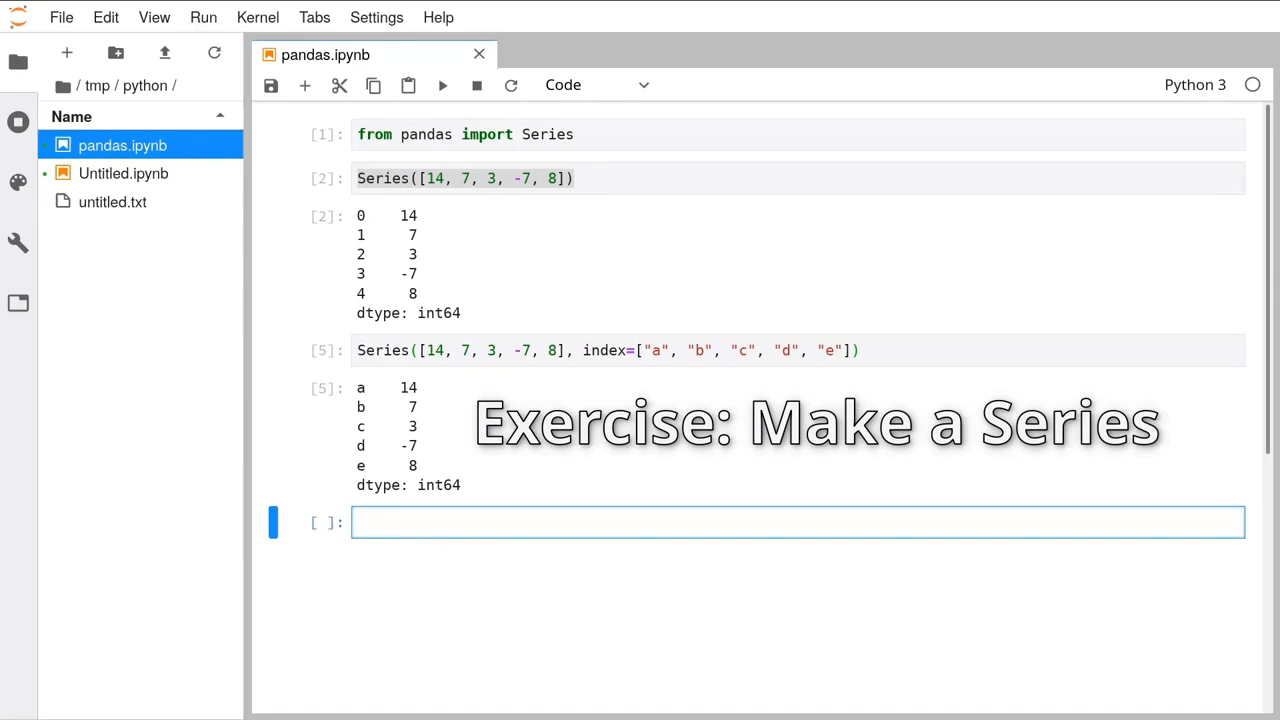 File Edit View Run Kernel Tabs Settings Help
/ tmp / python /
Name
pandas.ipynb
Untitled.ipynb
untitled.txt
pandas.ipynb
Code
Python 3
[1]: from pandas import Series
[2]: Series([14, 7, 3, -7, 8])
[2]: 0 14
1 7
2 3
3 -7
4 8
dtype: int64
[5]: Series([14, 7, 3, -7, 8], index=["a", "b", "c", "d", "e"])
[5]: a 14
b 7
c 3
d -7
e 8
dtype: int64
Exercise: Make a Series
[ ]: